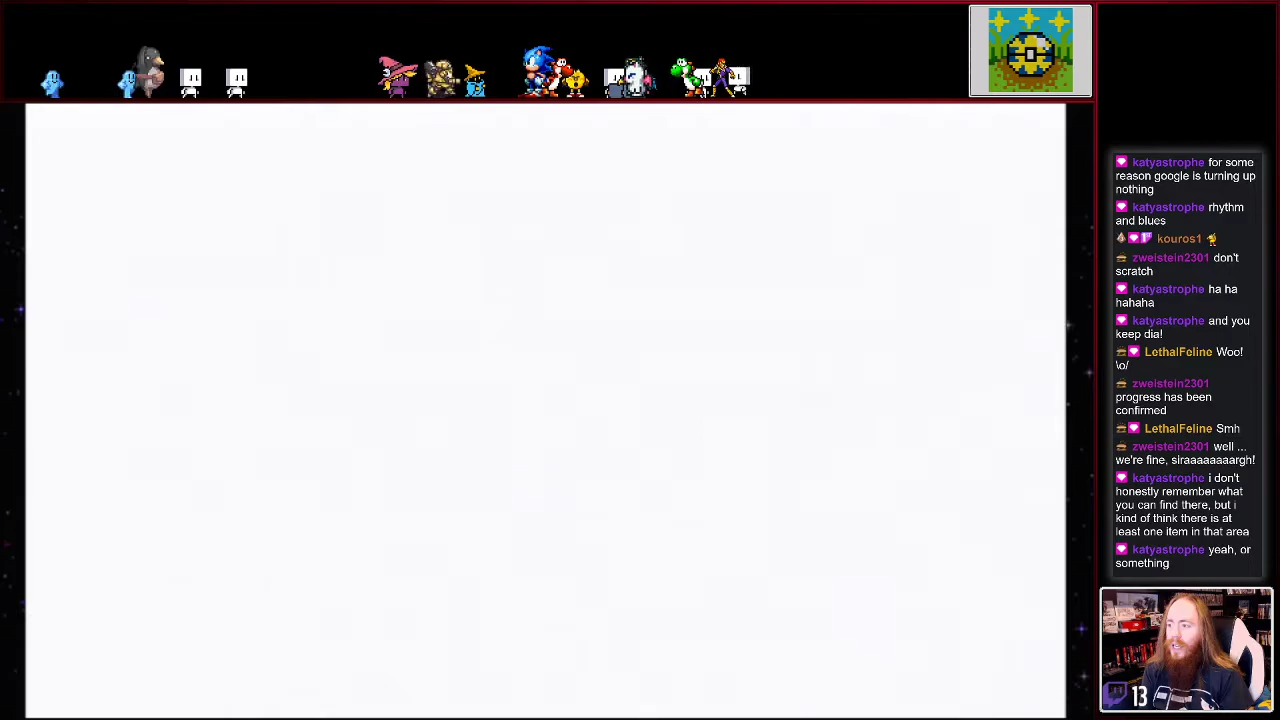 katyastrophe for some
reason google is turning up
nothing
katyastrophe rhythm
and blues
kouros1
zweistein2301 don't
scratch
katyastrophe ha ha
hahaha
katyastrophe and you
keep dia!
LethalFeline Woo!
\o/
zweistein2301
progress has been
confirmed
LethalFeline Smh
zweistein2301 well ...
we're fine, siraaaaaaargh!
katyastrophe i don't
honestly remember what
you can find there, but i
kind of think there is at
least one item in that area
katyastrophe yeah, or
something
13